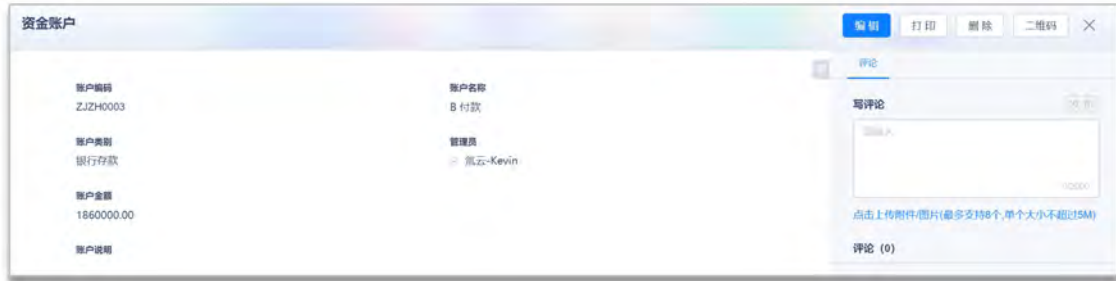 资金账户
编辑 打印 删除 二维码
账户编码
ZJZH0003
账户名称
B 付款
账户类别
银行存款
管理员
氚云-Kevin
账户金额
1860000.00
账户说明
评论
写评论
请输入
点击上传附件/图片(最多支持8个,单个大小不超过5M)
评论 (0)